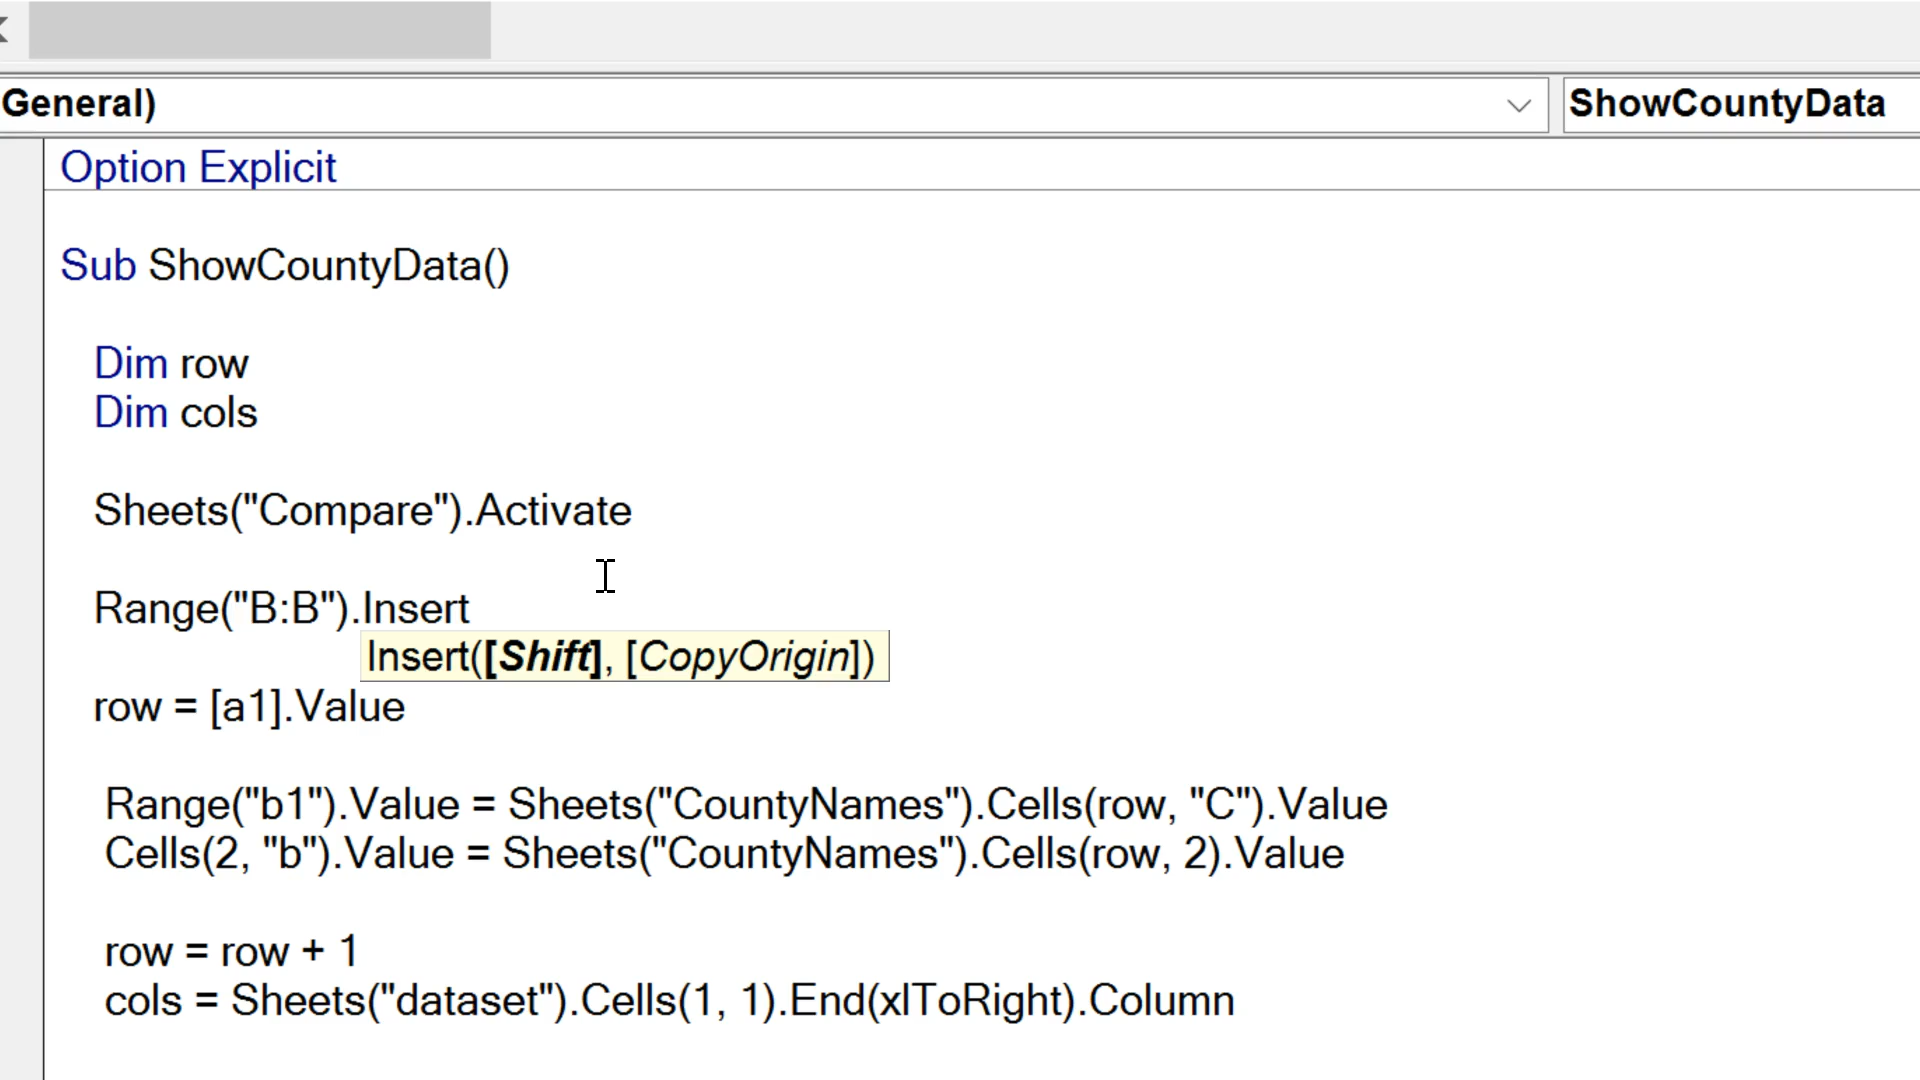 General)
ShowCountyData
Option Explicit
Sub ShowCountyData()
Dim row
Dim cols
Sheets("Compare").Activate
Range("B:B").Insert
Insert([Shift], [CopyOrigin])
row = [a1].Value
Range("b1").Value = Sheets("CountyNames").Cells(row, "C").Value
Cells(2, "b").Value = Sheets("CountyNames").Cells(row, 2).Value
row = row + 1
cols = Sheets("dataset").Cells(1, 1).End(xlToRight).Column